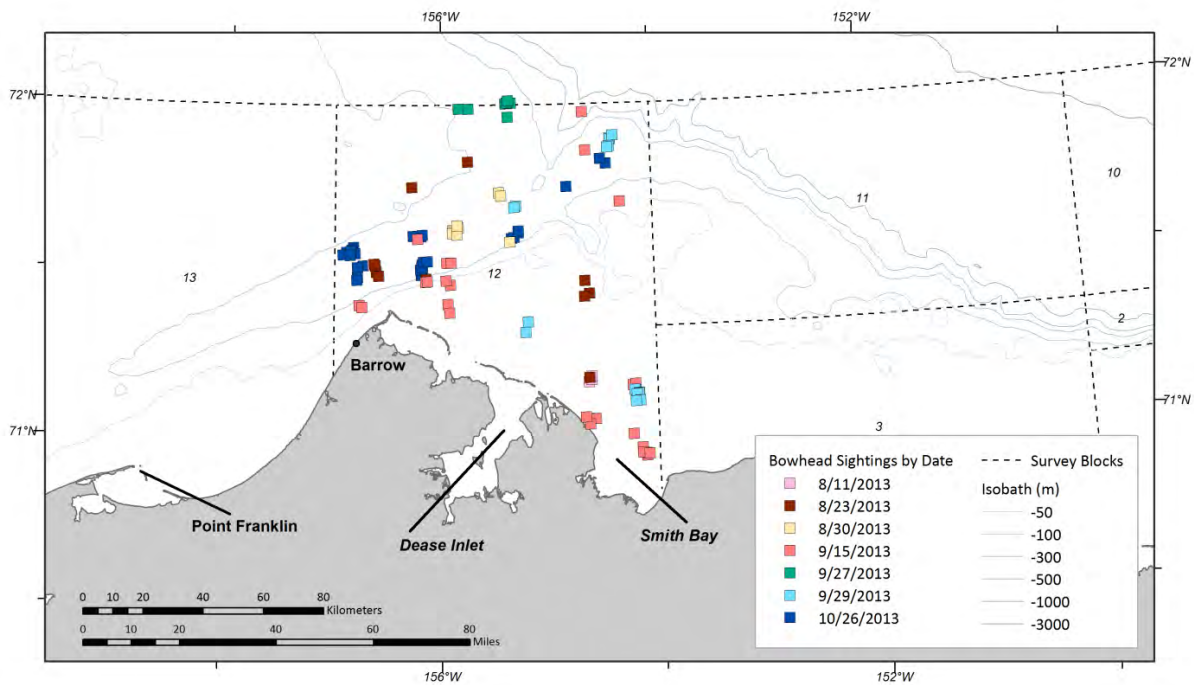 156°W 152°W
72°N 72°N
10
11
13
12
2
Barrow
71°N 71°N
3
Point Franklin
Dease Inlet
Smith Bay
Bowhead Sightings by Date
8/11/2013
8/23/2013
8/30/2013
9/15/2013
9/27/2013
9/29/2013
10/26/2013
Survey Blocks
Isobath (m)
-50
-100
-300
-500
-1000
-3000
0 10 20 40 60 80
Kilometers
0 10 20 40 60 80
Miles
156°W 152°W